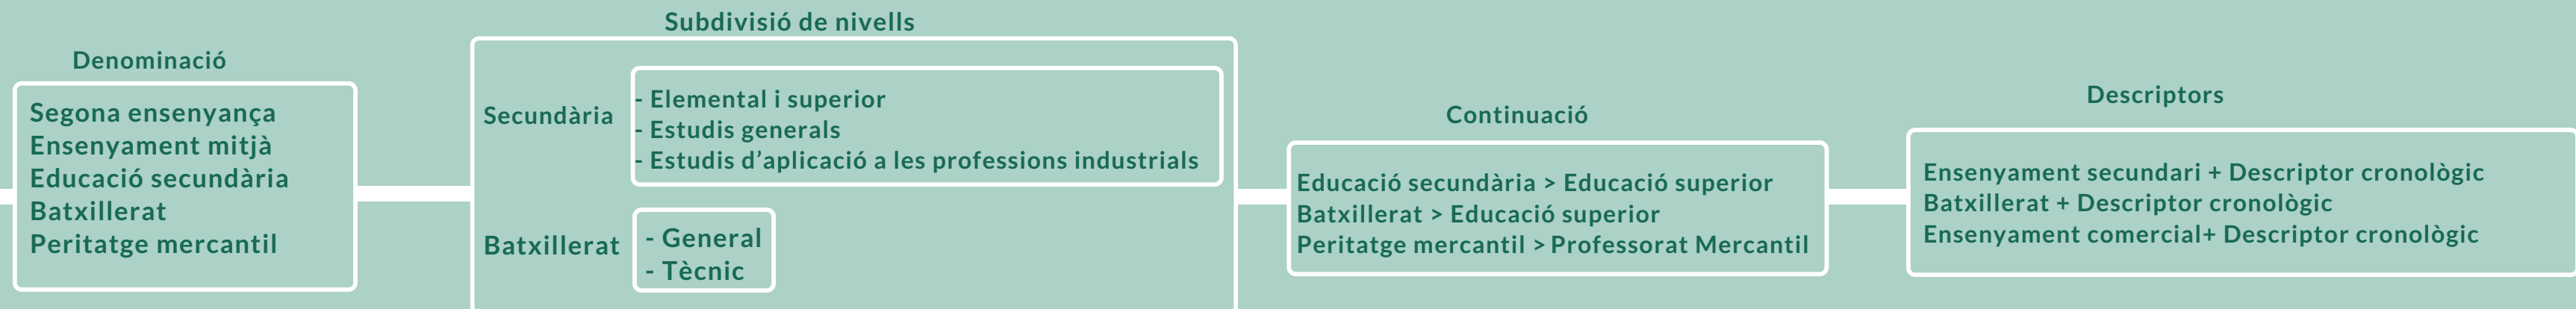 Denominació
Segona ensenyança
Ensenyament mitjà
Educació secundària
Batxillerat
Peritatge mercantil
Subdivisió de nivells
Secundària
- Elemental i superior
- Estudis generals
- Estudis d’aplicació a les professions industrials
Batxillerat
- General
- Tècnic
Continuació
Educació secundària > Educació superior
Batxillerat > Educació superior
Peritatge mercantil > Professorat Mercantil
Descriptors
Ensenyament secundari + Descriptor cronològic
Batxillerat + Descriptor cronològic
Ensenyament comercial+ Descriptor cronològic